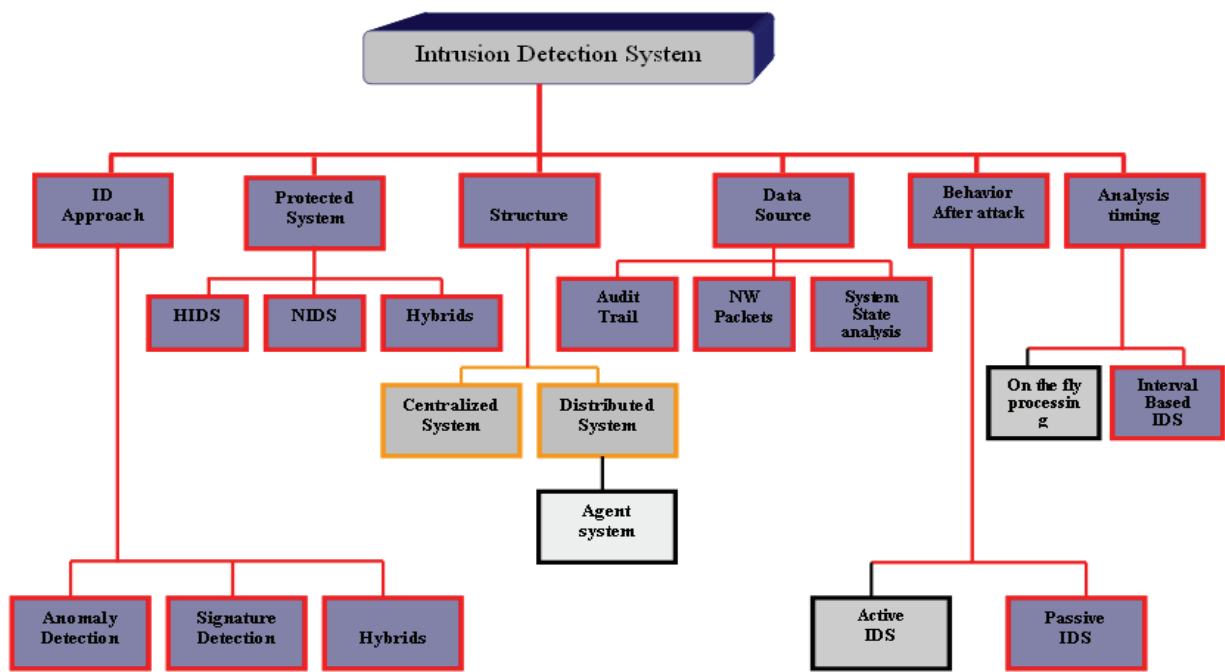 Intrusion Detection System
ID
Approach
Protected
System
Structure
Data
Source
Behavior
After attack
Analysis
timing
HIDS
NIDS
Hybrids
Audit
Trail
NW
Packets
System
State
analysis
Centralized
System
Distributed
System
On the fly
processin
g
Interval
Based
IDS
Agent
system
Anomaly
Detection
Signature
Detection
Hybrids
Active
IDS
Passive
IDS